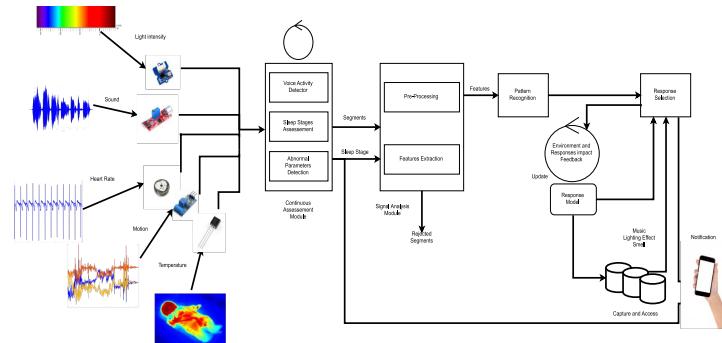 Light intensity
Sound
Heart Rate
Motion
Temperature
Voice Activity
Detector
Sleep Stages
Assessement
Abnormal
Parameters
Detection
Continuous
Assessement
Module
Segments
Sleep Stage
Pre-Processing
Features Extraction
Signal Analysis
Module
Rejected
Segments
Features
Pattern
Recognition
Response
Selection
Environment and
Responses impact
Feedback
Update
Response
Model
Music
Lighting Effect
Smell
Capture and Access
Notification